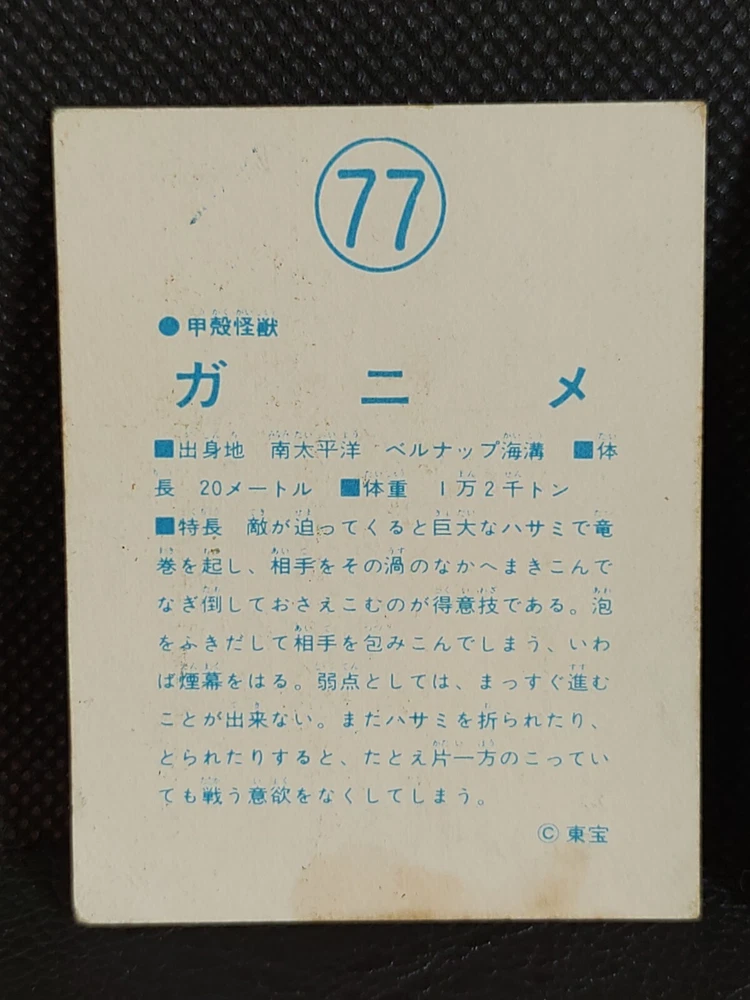 77
●甲殻怪獣
ガニメ
■出身地　南太平洋　ベルナップ海溝　■体
長　20メートル　■体重　1万2千トン
■特長　敵が迫ってくると巨大なハサミで竜
巻を起し、相手をその渦のなかへまきこんで
なぎ倒しておさえこむのが得意技である。泡
をふきだして相手を包みこんでしまう、いわ
ば煙幕をはる。弱点としては、まっすぐ進む
ことが出来ない。またハサミを折られたり、
とられたりすると、たとえ片一方のこってい
ても戦う意欲をなくしてしまう。
©東宝